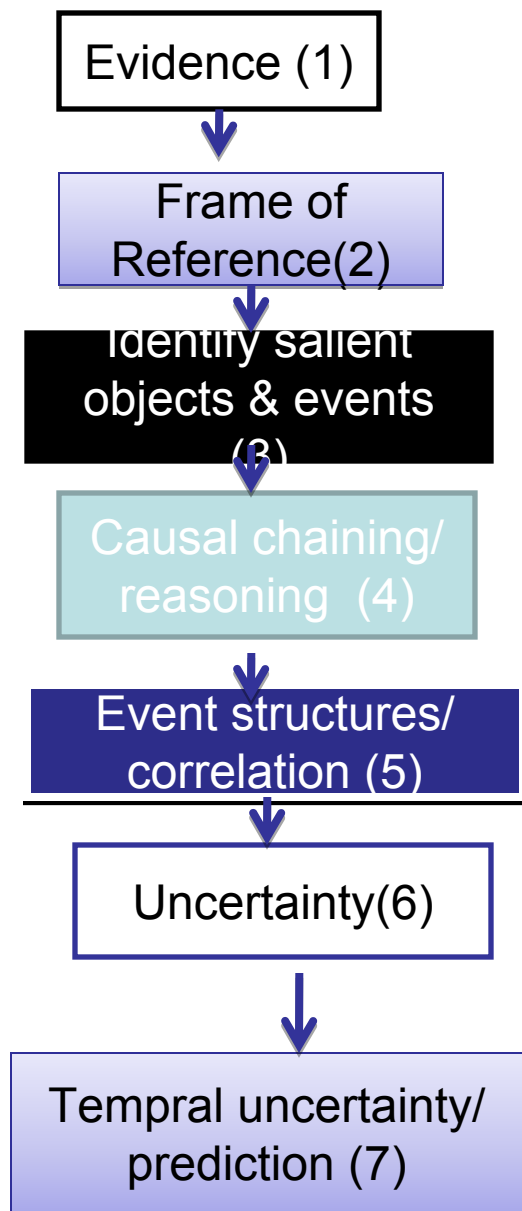 Evidence (1)
Frame of
Reference(2)
Identify salient
objects & events
(3)
Causal chaining/
reasoning (4)
Event structures/
correlation (5)
Uncertainty(6)
Tempral uncertainty/
prediction (7)